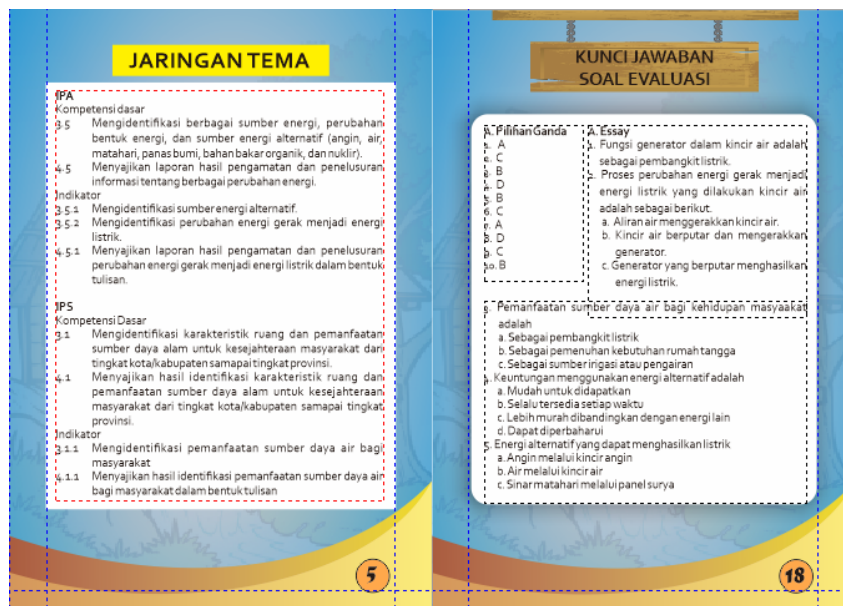 JARINGAN TEMA
IPA
Kompetensi dasar
3.5 Mengidentifikasi berbagai sumber energi, perubahan
bentuk energi, dan sumber energi alternatif (angin, air,
matahari, panas bumi, bahan bakar organik, dan nuklir).
4.5 Menyajikan laporan hasil pengamatan dan penelusuran
informasi tentang berbagai perubahan energi.
Indikator
3.5.1 Mengidentifikasi sumber energi alternatif.
3.5.2 Mengidentifikasi perubahan energi gerak menjadi energi
listrik.
4.5.1 Menyajikan laporan hasil pengamatan dan penelusuran
perubahan energi gerak menjadi energi listrik dalam bentuk
tulisan.
IPS
Kompetensi Dasar
3.1 Mengidentifikasi karakteristik ruang dan pemanfaatan
sumber daya alam untuk kesejahteraan masyarakat dari
tingkat kota/kabupaten samapai tingkat provinsi.
4.1 Menyajikan hasil identifikasi karakteristik ruang dan
pemanfaatan sumber daya alam untuk kesejahteraan
masyarakat dari tingkat kota/kabupaten samapai tingkat
provinsi.
Indikator
3.1.1 Mengidentifikasi pemanfaatan sumber daya air bagi
masyarakat
4.1.1 Menyajikan hasil identifikasi pemanfaatan sumber daya air
bagi masyarakat dalam bentuk tulisan
5
KUNCI JAWABAN
SOAL EVALUASI
A. Pilihan Ganda
1. A
2. C
3. B
4. D
5. B
6. C
7. A
8. D
9. C
10. B
A. Essay
1. Fungsi generator dalam kincir air adalah
sebagai pembangkit listrik.
2. Proses perubahan energi gerak menjadi
energi listrik yang dilakukan kincir air
adalah sebagai berikut.
a. Aliran air menggerakkan kincir air.
b. Kincir air berputar dan mengerakkan
generator.
c. Generator yang berputar menghasilkan
energi listrik.
3. Pemanfaatan sumber daya air bagi kehidupan masyaakat
adalah
a. Sebagai pembangkit listrik
b. Sebagai pemenuhan kebutuhan rumah tangga
c. Sebagai sumber irigasi atau pengairan
4. Keuntungan menggunakan energi alternatif adalah
a. Mudah untuk didapatkan
b. Selalu tersedia setiap waktu
c. Lebih murah dibandingkan dengan energi lain
d. Dapat diperbaharui
5. Energi alternatif yang dapat menghasilkan listrik
a. Angin melalui kincir angin
b. Air melalui kincir air
c. Sinar matahari melalui panel surya
18